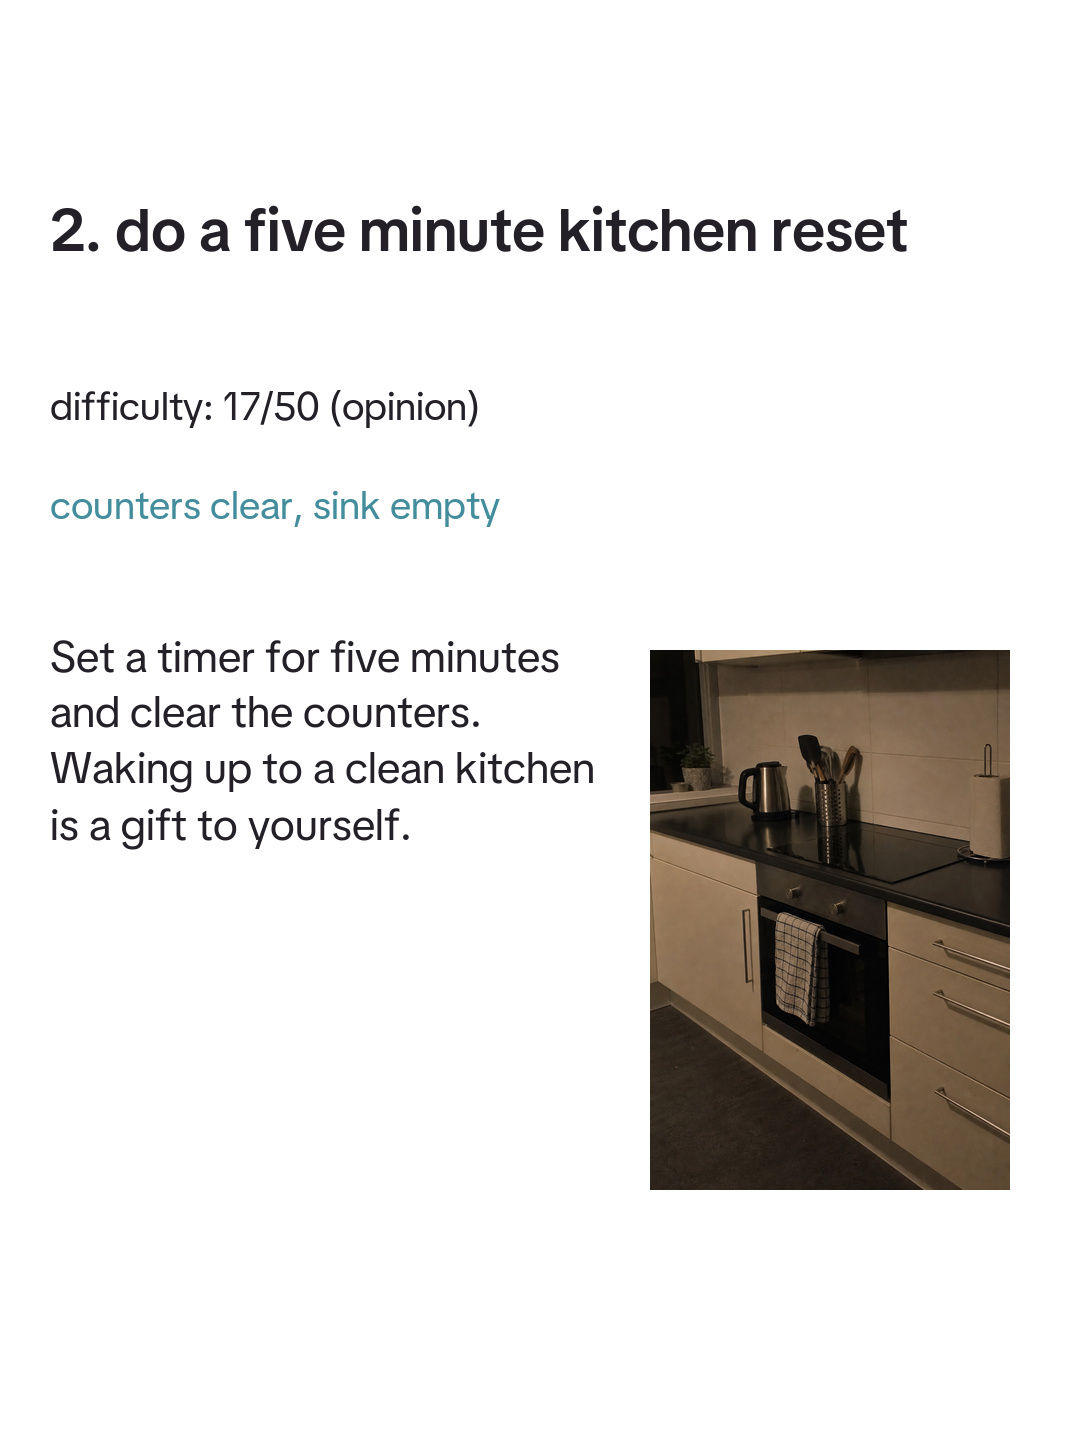 2. do a five minute kitchen reset
difficulty: 17/50 (opinion)
counters clear, sink empty
Set a timer for five minutes
and clear the counters.
Waking up to a clean kitchen
is a gift to yourself.